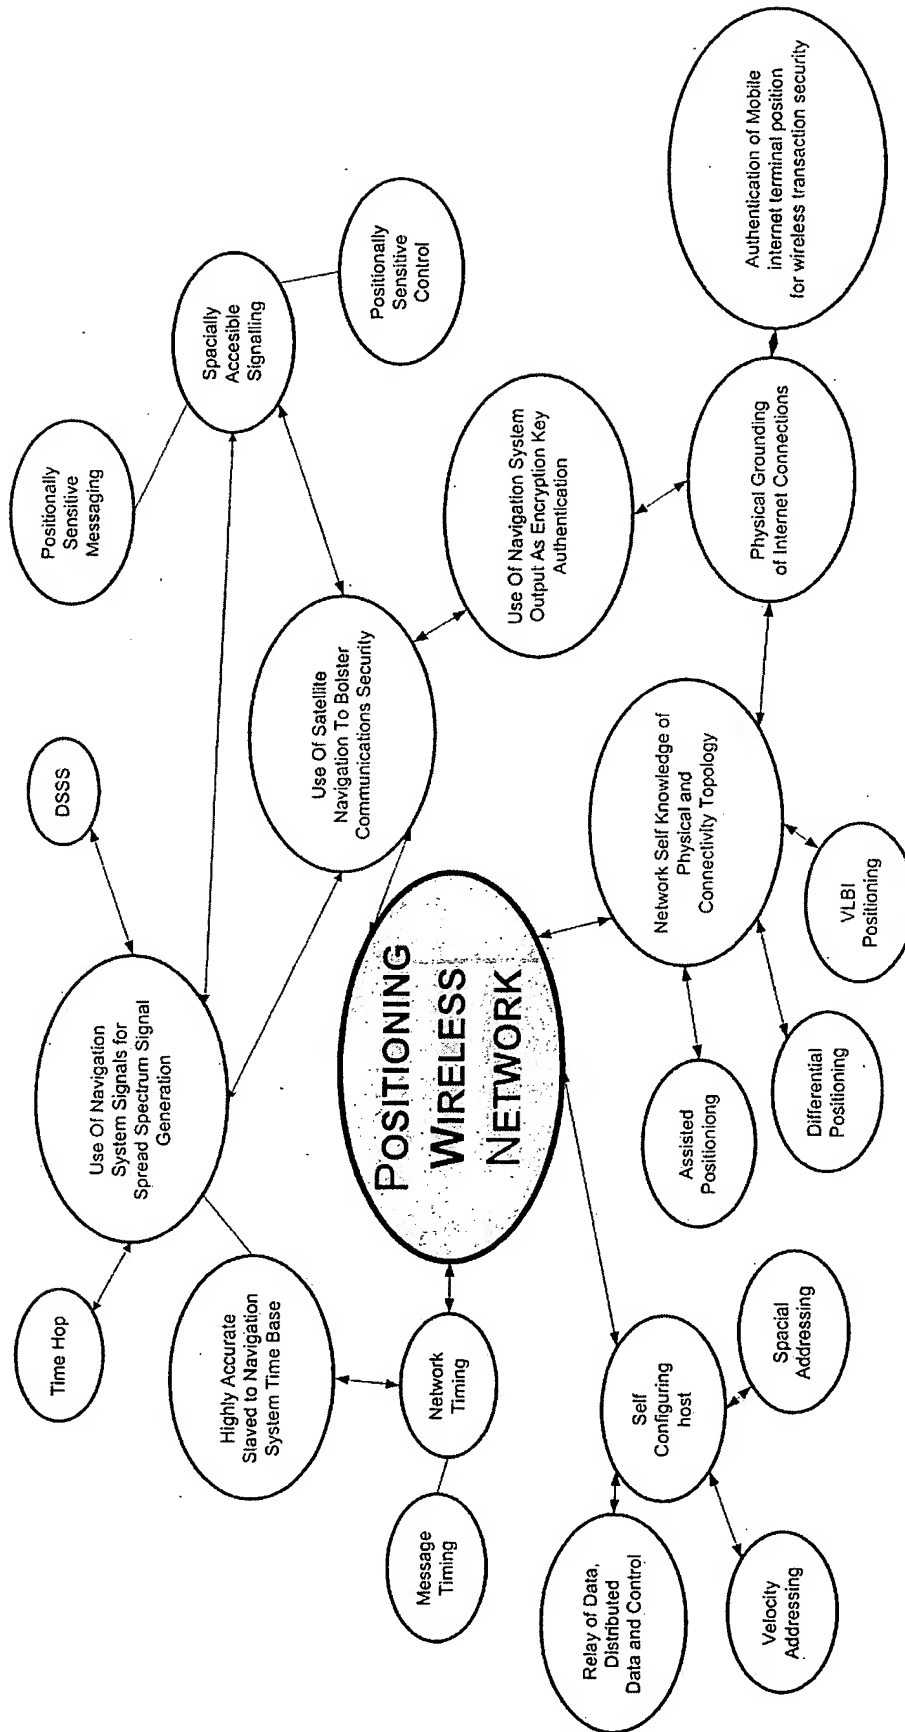 Time Hop
Use Of Navigation
System Signals for
Spread Spectrum Signal
Generation
DSSS
Positionally
Sensitive
Messaging
Spacially
Accesible
Signalling
Positionally
Sensitive
Control
Highly Accurate
Slaved to Navigation
System Time Base
Use Of Satellite
Navigation To Bolster
Communications Security
Message
Timing
Network
Timing
POSITIONING
WIRELESS
NETWORK
Use Of Navigation System
Output As Encryption Key
Authentication
Relay of Data,
Distributed
Data and Control
Self
Configuring
host
Assisted
Positioniong
Network Self Knowledge of
Physical and
Connectivity Topology
Physical Grounding
of Internet Connections
Authentication of Mobile
internet terminal position
for wireless transaction security
Velocity
Addressing
Spacial
Addressing
Differential
Positioning
VLBI
Positioning